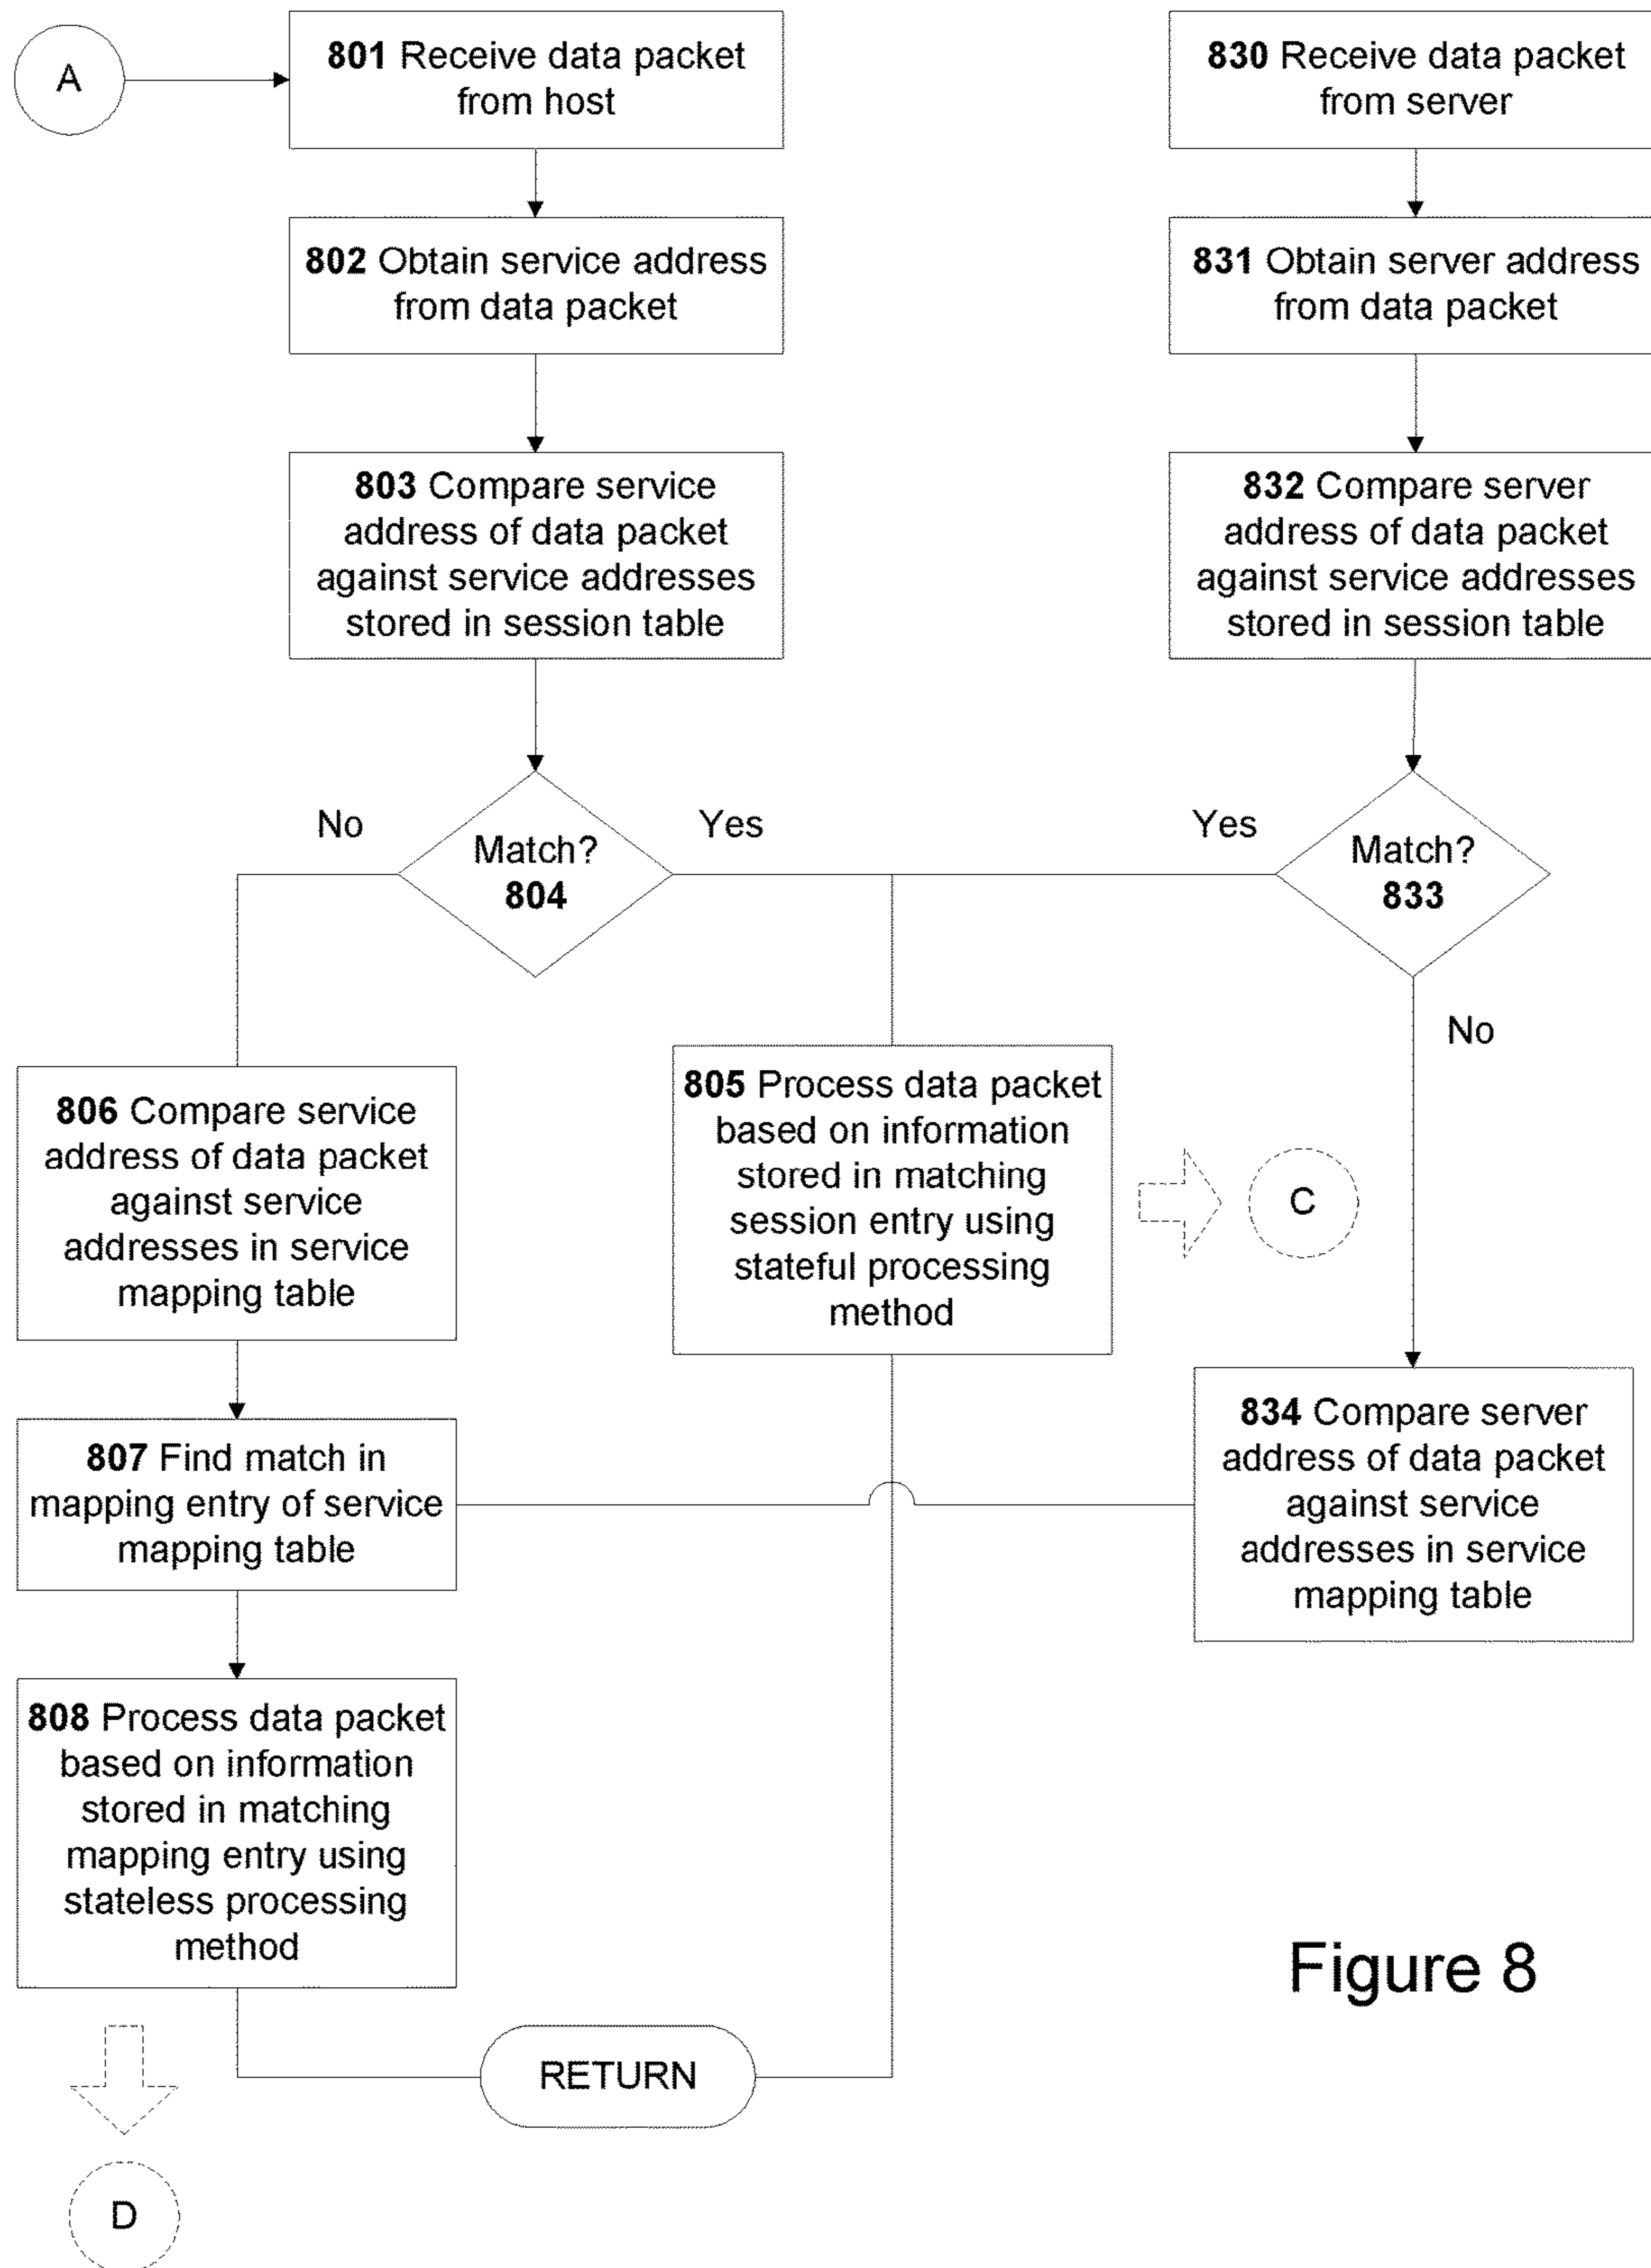 A
801 Receive data packet
from host
802 Obtain service address
from data packet
803 Compare service
address of data packet
against service addresses
stored in session table
No
Match?
804
Yes
830 Receive data packet
from server
831 Obtain server address
from data packet
832 Compare server
address of data packet
against service addresses
stored in session table
Yes
Match?
833
No
806 Compare service
address of data packet
against service
addresses in service
mapping table
805 Process data packet
based on information
stored in matching
session entry using
stateful processing
method
C
807 Find match in
mapping entry of service
mapping table
834 Compare server
address of data packet
against service
addresses in service
mapping table
808 Process data packet
based on information
stored in matching
mapping entry using
stateless processing
method
RETURN
D
Figure 8